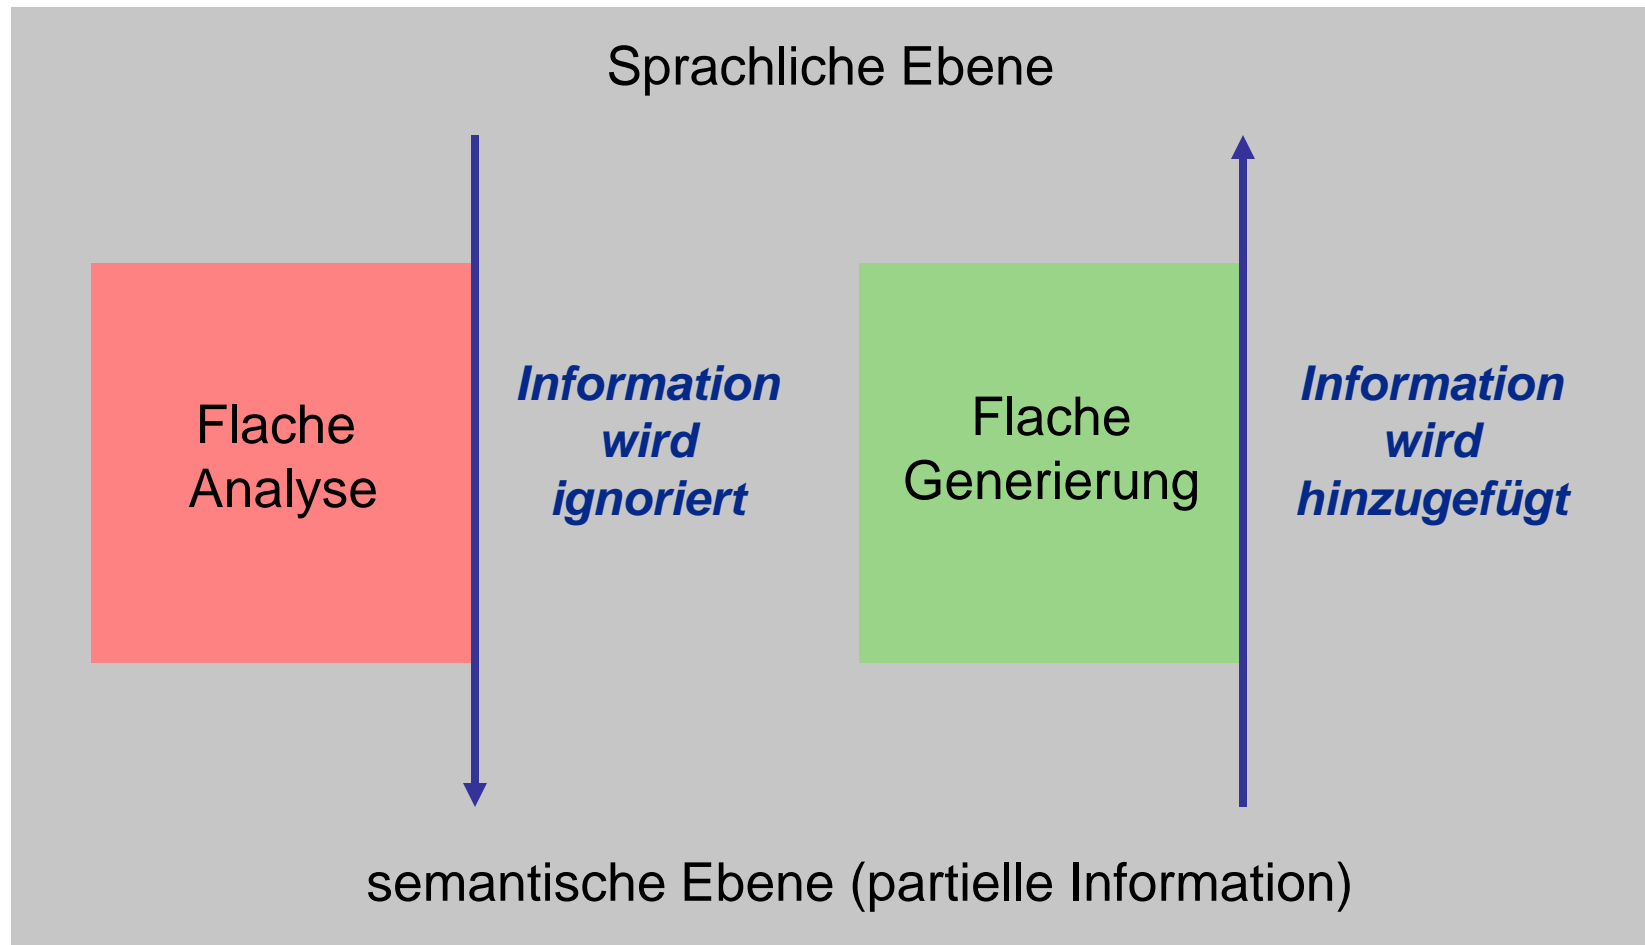 Sprachliche Ebene
Flache
Analyse
Information
wird
ignoriert
Flache
Generierung
Information
wird
hinzugefügt
semantische Ebene (partielle Information)